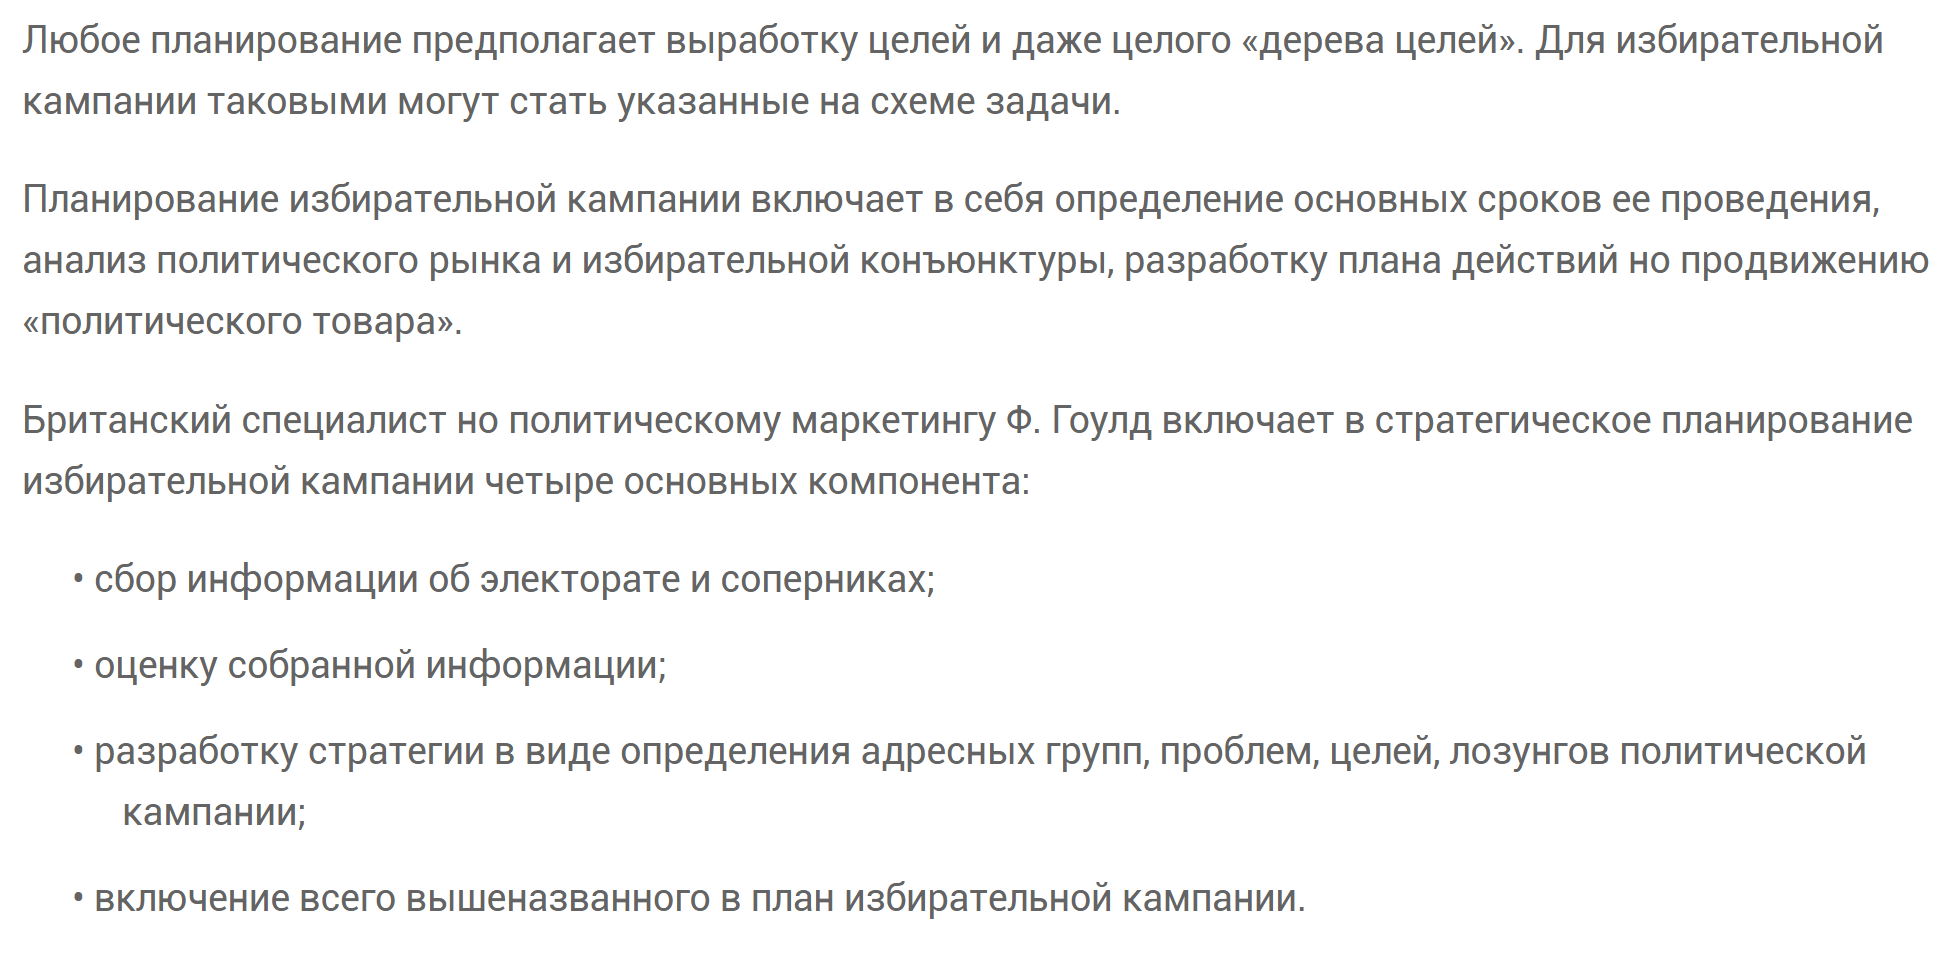 Любое планирование предполагает выработку целей и даже целого «дерева целей». Для избирательной
кампании таковыми могут стать указанные на схеме задачи.
Планирование избирательной кампании включает в себя определение основных сроков ее проведения,
анализ политического рынка и избирательной конъюнктуры, разработку плана действий но продвижению
«политического товара».
Британский специалист но политическому маркетингу Ф. Гоулд включает в стратегическое планирование
избирательной кампании четыре основных компонента:
• сбор информации об электорате и соперниках;
• оценку собранной информации;
• разработку стратегии в виде определения адресных групп, проблем, целей, лозунгов политической
кампании;
• включение всего вышеназванного в план избирательной кампании.